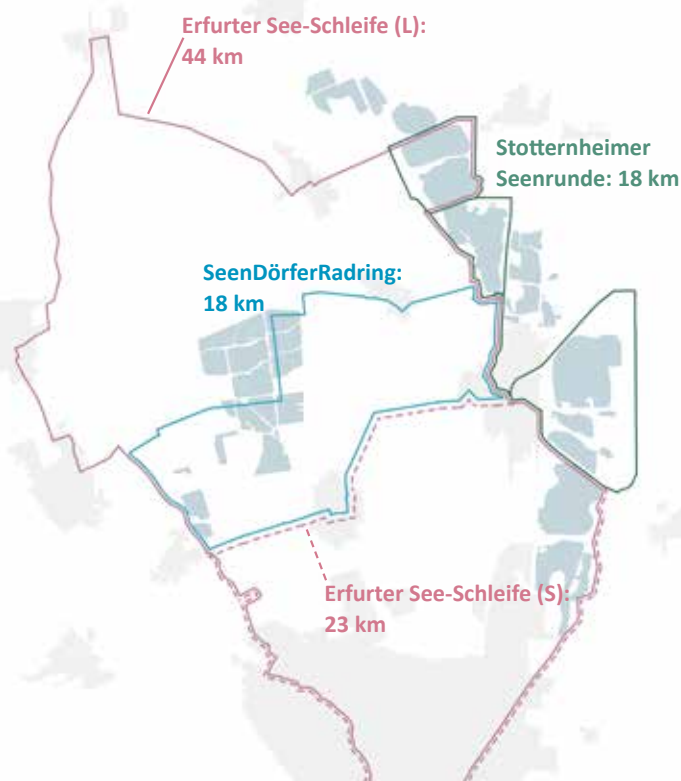 Erfurter See-Schleife (L):
44 km
Stotternheimer
Seenrunde: 18 km
SeenDörferRadring:
18 km
Erfurter See-Schleife (S):
23 km